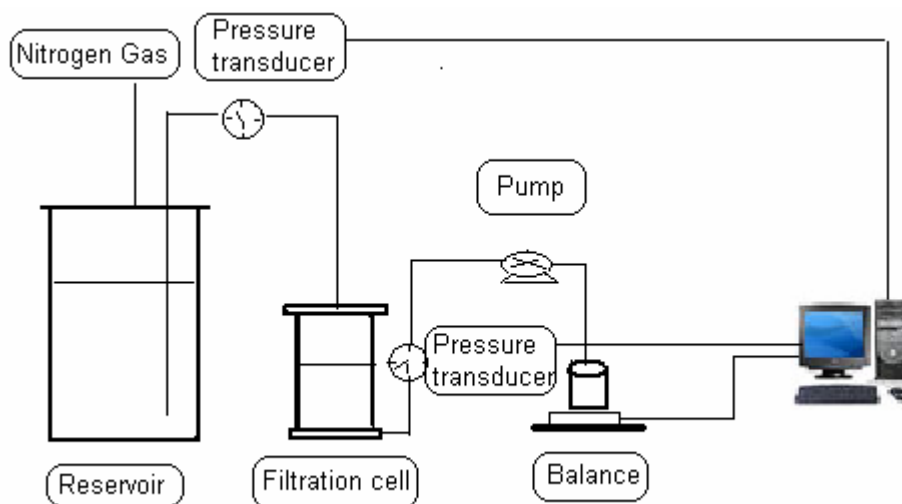 Nitrogen Gas
Pressure
transducer
Pump
Pressure
transducer
Reservoir
Filtration cell
Balance